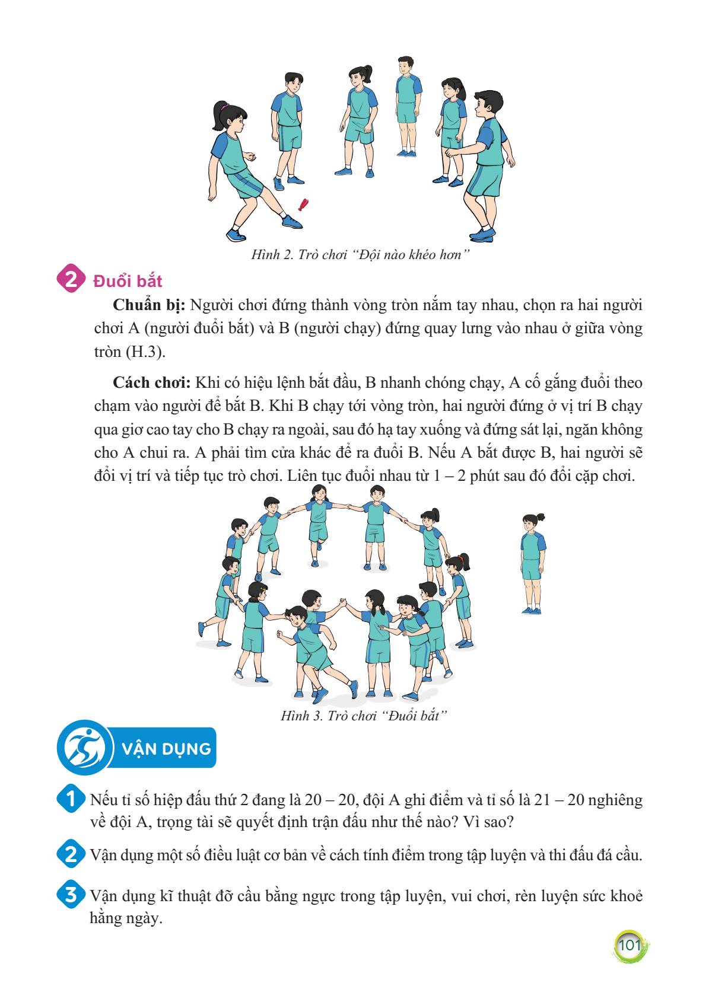 Hình 2. Trò chơi “Đội nào khéo hơn”
2 Đuổi bắt
Chuẩn bị: Người chơi đứng thành vòng tròn nắm tay nhau, chọn ra hai người
chơi A (người đuổi bắt) và B (người chạy) đứng quay lưng vào nhau ở giữa vòng
tròn (H.3).
Cách chơi: Khi có hiệu lệnh bắt đầu, B nhanh chóng chạy, A cố gắng đuổi theo
chạm vào người để bắt B. Khi B chạy tới vòng tròn, hai người đứng ở vị trí B chạy
qua giơ cao tay cho B chạy ra ngoài, sau đó hạ tay xuống và đứng sát lại, ngăn không
cho A chui ra. A phải tìm cửa khác để ra đuổi B. Nếu A bắt được B, hai người sẽ
đổi vị trí và tiếp tục trò chơi. Liên tục đuổi nhau từ 1 – 2 phút sau đó đổi cặp chơi.
Hình 3. Trò chơi “Đuổi bắt”
VẬN DỤNG
1 Nếu tỉ số hiệp đấu thứ 2 đang là 20 – 20, đội A ghi điểm và tỉ số là 21 – 20 nghiêng
về đội A, trọng tài sẽ quyết định trận đấu như thế nào? Vì sao?
2 Vận dụng một số điều luật cơ bản về cách tính điểm trong tập luyện và thi đấu đá cầu.
3 Vận dụng kĩ thuật đỡ cầu bằng ngực trong tập luyện, vui chơi, rèn luyện sức khoẻ
hằng ngày.
101